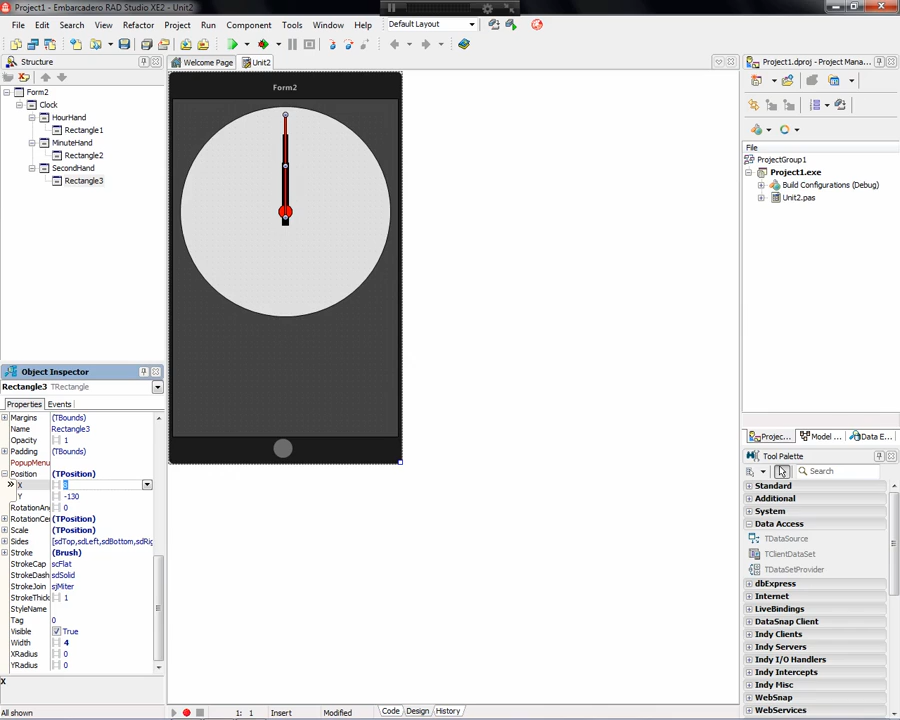 Project1 - Embarcadero RAD Studio XE2 - Unit2
File Edit Search View Refactor Project Run Component Tools Window Help
Default Layout
Structure
Form2
Clock
HourHand
Rectangle1
MinuteHand
Rectangle2
SecondHand
Rectangle3
Welcome Page Unit2
Form2
Object Inspector
Rectangle3 TRectangle
Properties Events
Margins (TBounds)
Name Rectangle3
Opacity 1
Padding (TBounds)
PopupMenu
Position (TPosition)
X
Y -130
RotationAn 0
RotationCen (TPosition)
Scale (TPosition)
Sides [sdTop,sdLeft,sdBottom,sdRig
Stroke (Brush)
StrokeCap scFlat
StrokeDash sdSolid
StrokeJoin sjMiter
StrokeThick 1
StyleName
Tag 0
Visible True
Width 4
XRadius 0
YRadius 0
X
All shown
1: 1 Insert Modified Code Design History
Project1.dproj - Project Mana
File
ProjectGroup1
Project1.exe
Build Configurations (Debug)
Unit2.pas
Projec... Model ... Data E...
Tool Palette
Search
Standard
Additional
System
Data Access
TDataSource
TClientDataSet
TDataSetProvider
dbExpress
Internet
LiveBindings
DataSnap Client
Indy Clients
Indy Servers
Indy I/O Handlers
Indy Intercepts
Indy Misc
WebSnap
WebServices